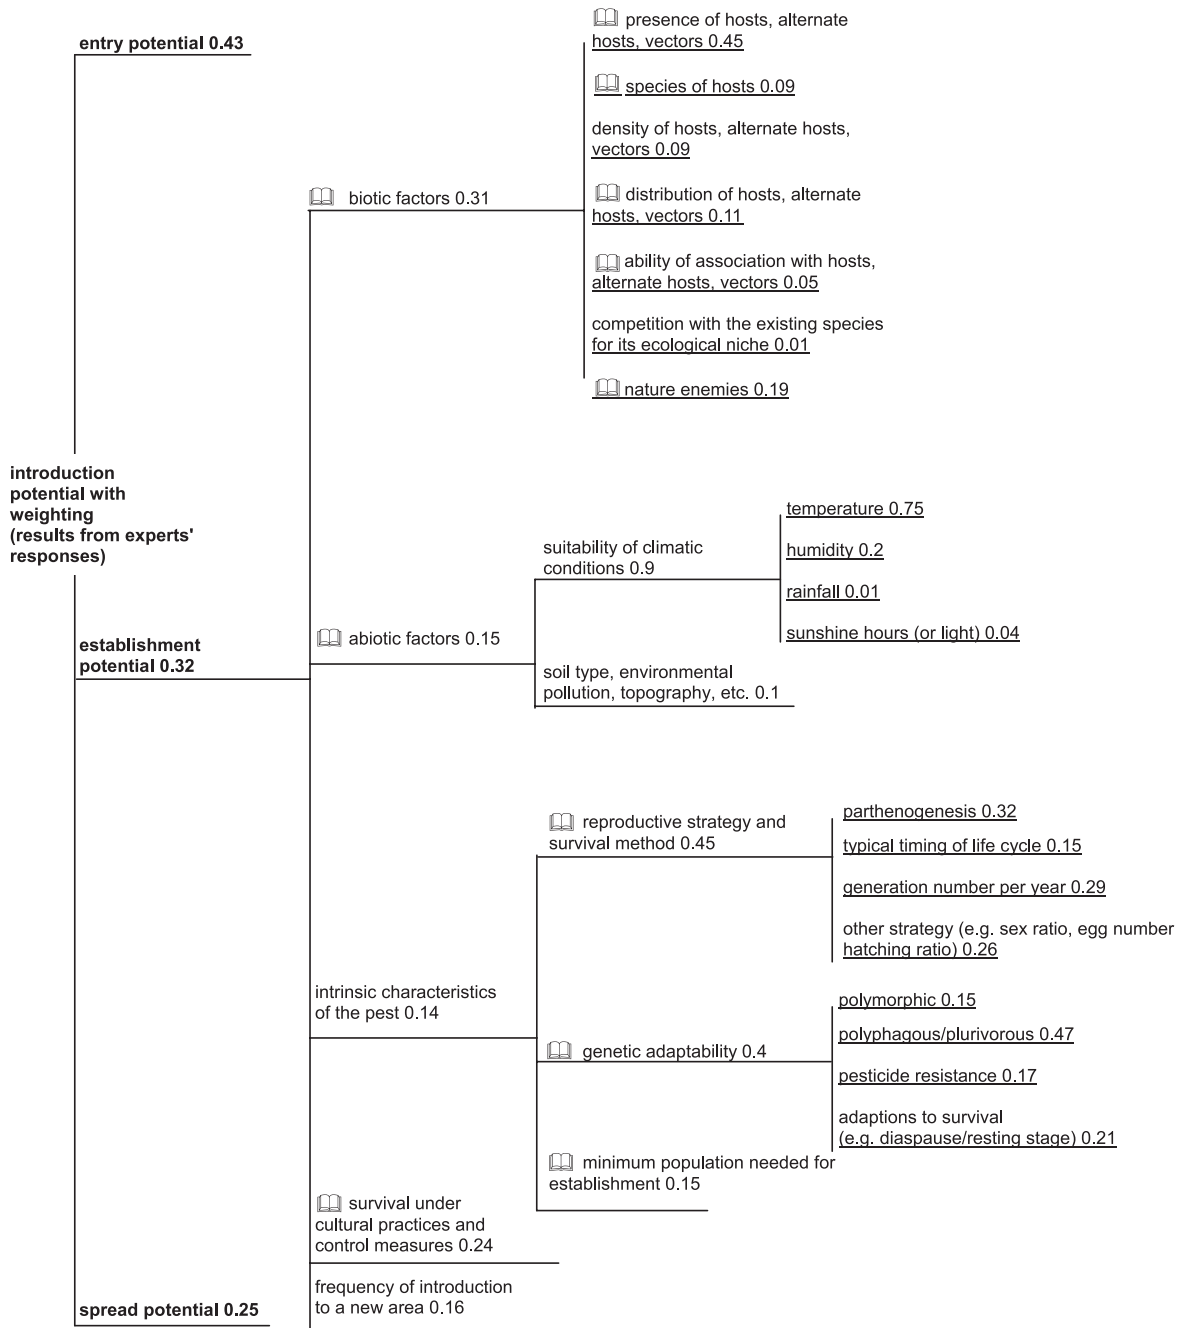 entry potential 0.43
presence of hosts, alternate
hosts, vectors 0.45
species of hosts 0.09
density of hosts, alternate hosts,
vectors 0.09
biotic factors 0.31
distribution of hosts, alternate
hosts, vectors 0.11
ability of association with hosts,
alternate hosts, vectors 0.05
competition with the existing species
for its ecological niche 0.01
nature enemies 0.19
introduction
potential with
weighting
(results from experts'
responses)
temperature 0.75
suitability of climatic
conditions 0.9
humidity 0.2
rainfall 0.01
sunshine hours (or light) 0.04
establishment
potential 0.32
abiotic factors 0.15
soil type, environmental
pollution, topography, etc. 0.1
reproductive strategy and
survival method 0.45
parthenogenesis 0.32
typical timing of life cycle 0.15
generation number per year 0.29
other strategy (e.g. sex ratio, egg number
hatching ratio) 0.26
intrinsic characteristics
of the pest 0.14
polymorphic 0.15
polyphagous/plurivorous 0.47
genetic adaptability 0.4
pesticide resistance 0.17
adaptions to survival
(e.g. diaspause/resting stage) 0.21
minimum population needed for
establishment 0.15
survival under
cultural practices and
control measures 0.24
frequency of introduction
to a new area 0.16
spread potential 0.25